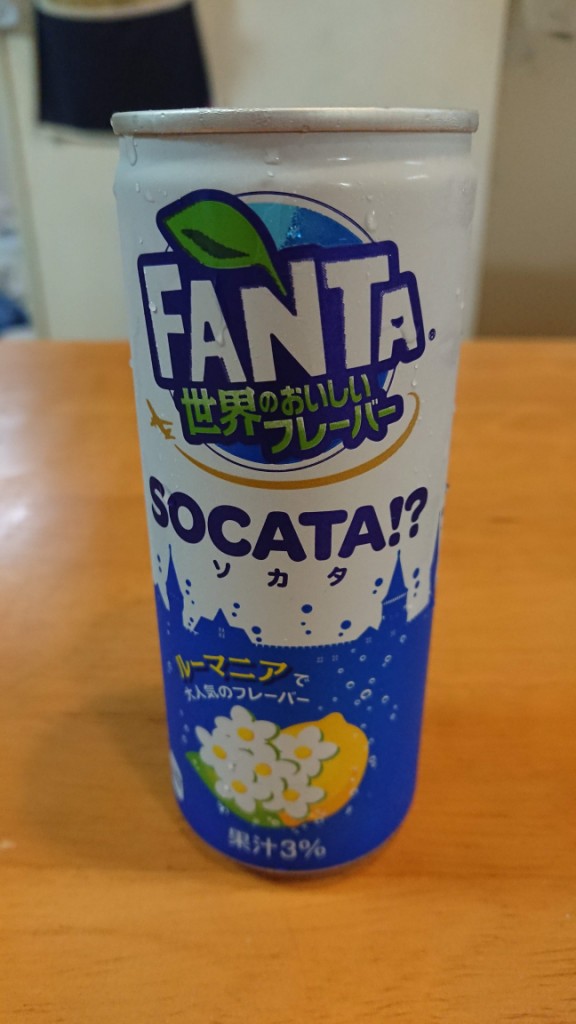 FANTA®
世界のおいしい
フレーバー
SOCATA!?
ソカタ
ルーマニアで
大人気のフレーバー
果汁3%